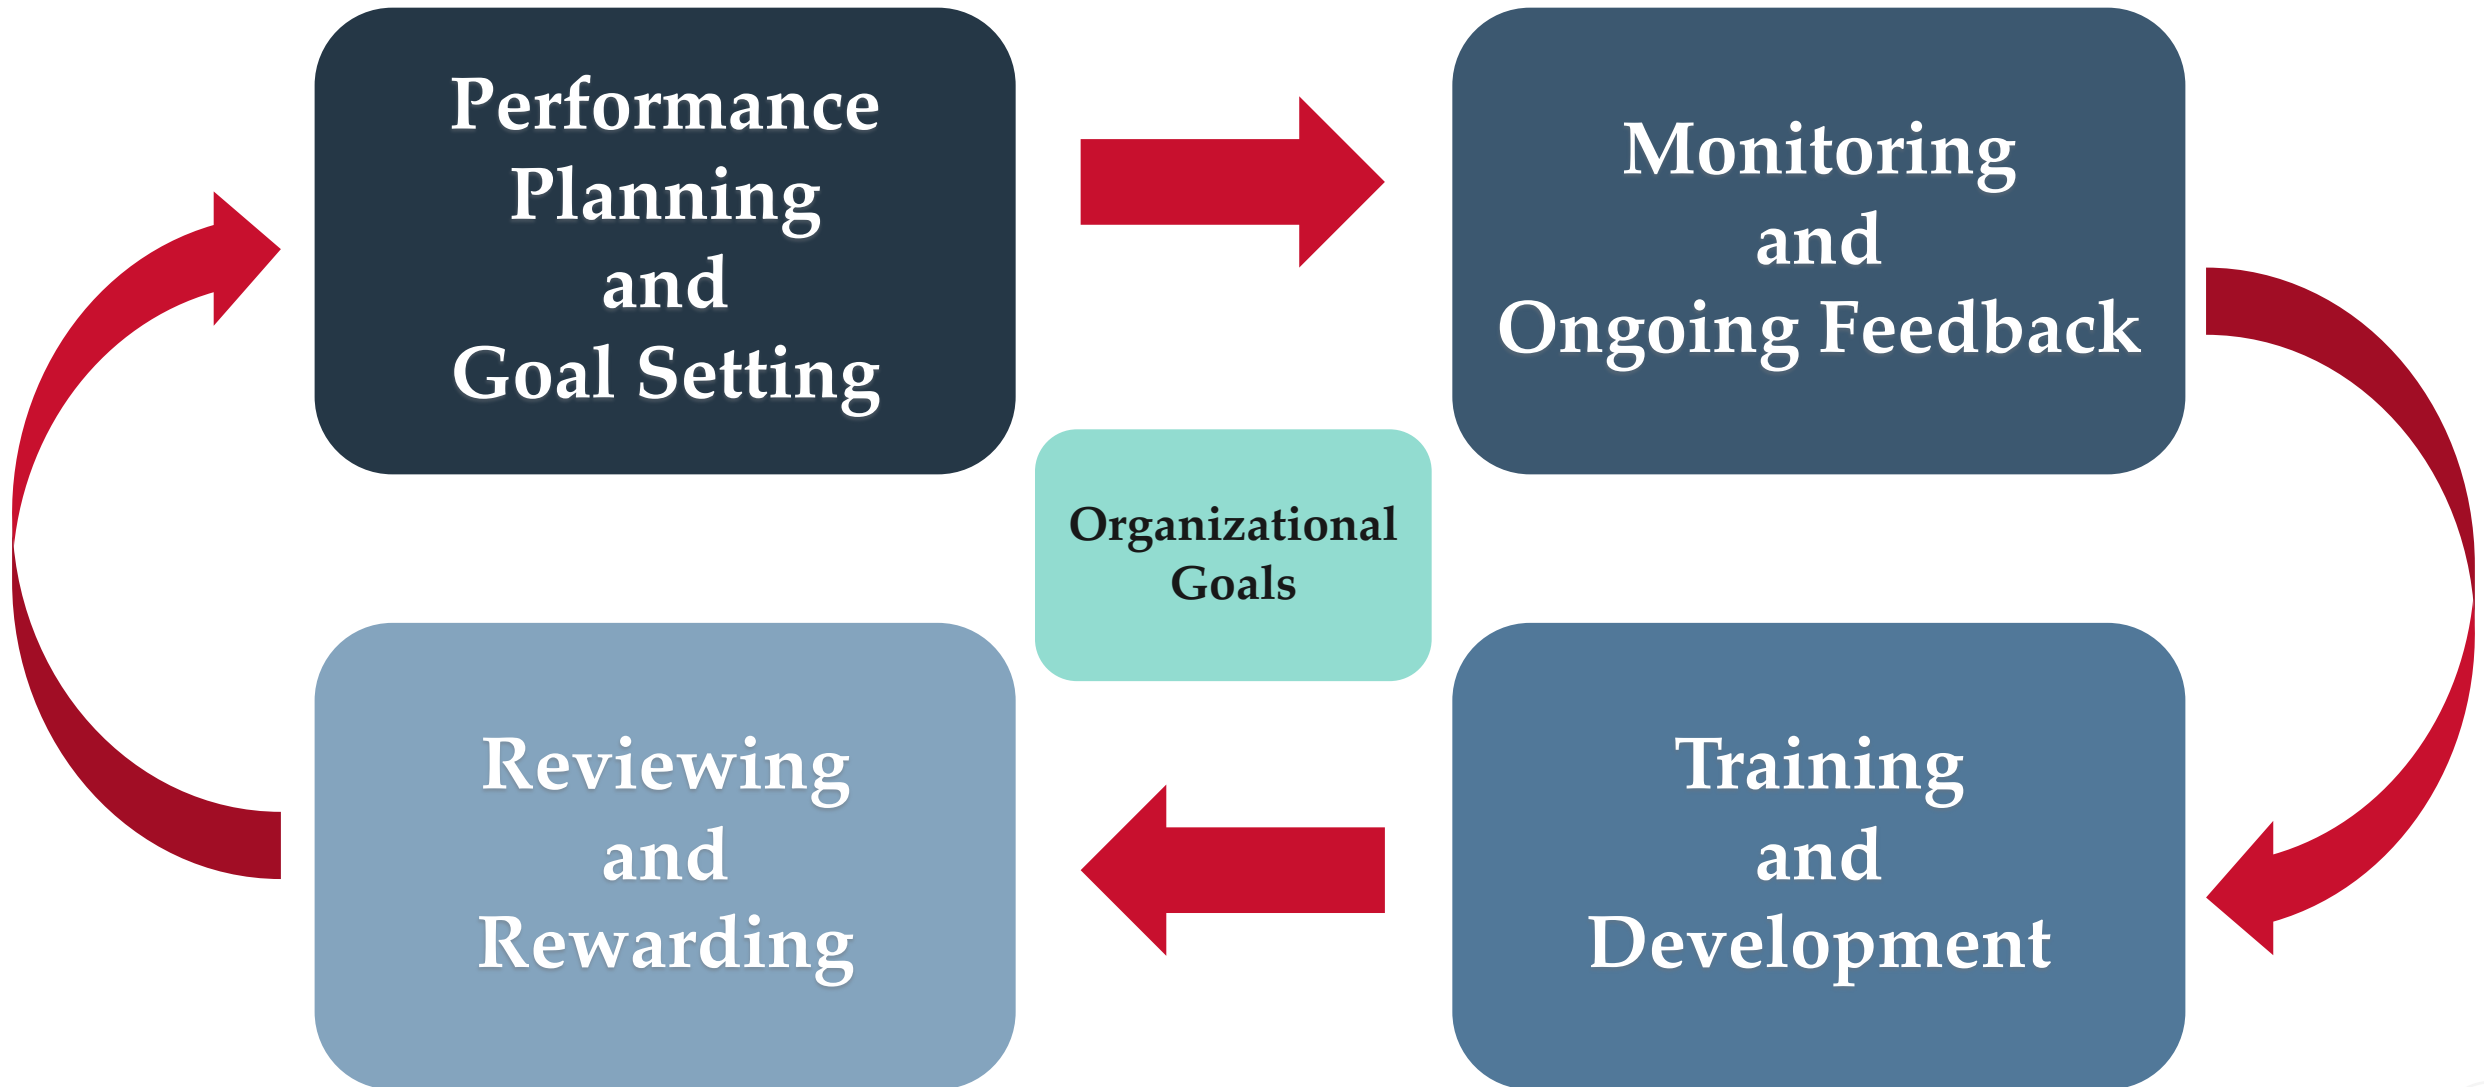 Performance
Planning
and
Goal Setting
Monitoring
and
Ongoing Feedback
Organizational
Goals
Reviewing
and
Rewarding
Training
and
Development